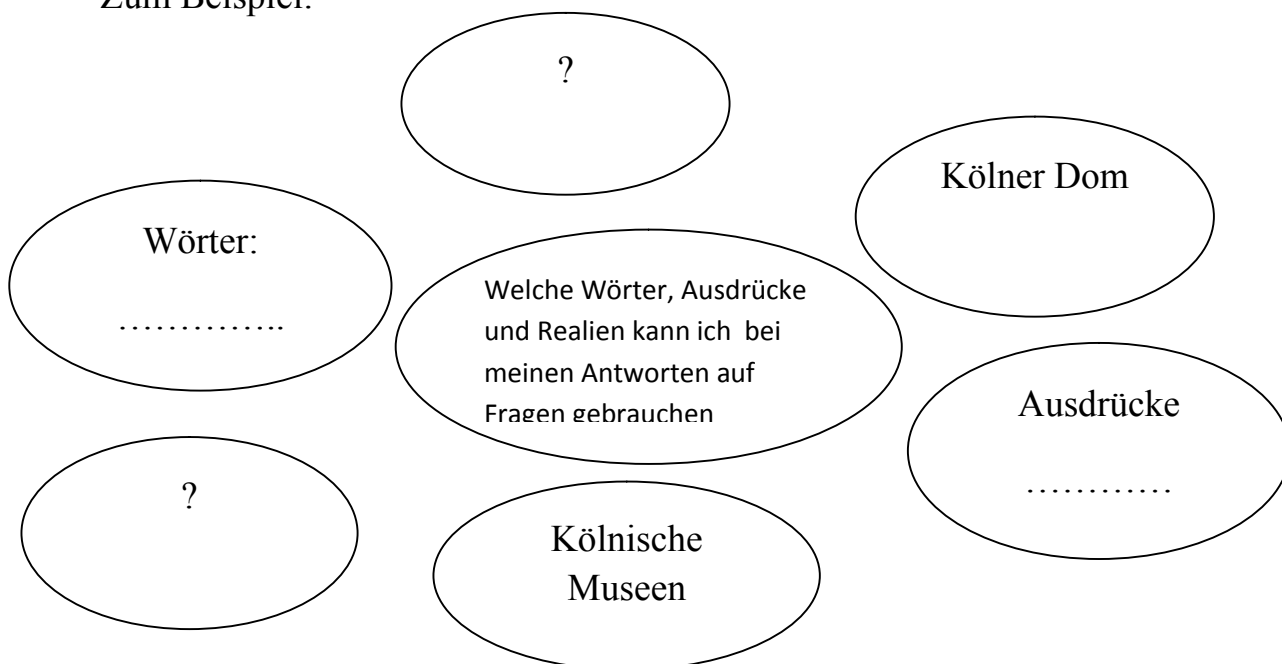 Zum Beispiel:
?
Kölner Dom
Wörter:
…………..
Welche Wörter, Ausdrücke
und Realien kann ich bei
meinen Antworten auf
Fragen gebrauchen
Ausdrücke
…………
?
Kölnische
Museen